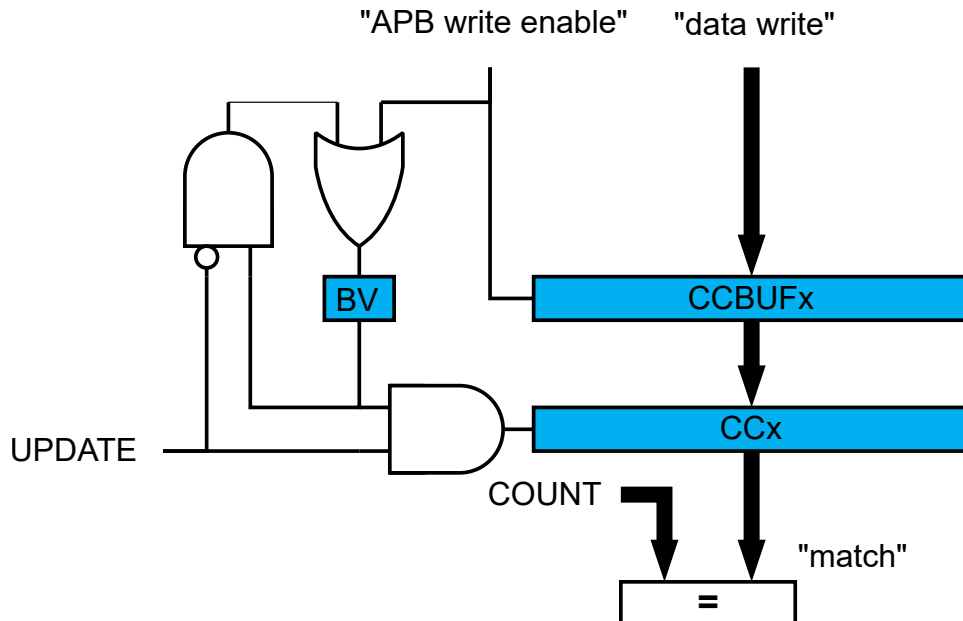 "APB write enable"
"data write"
BV
CCBUFx
CCx
UPDATE
COUNT
"match"
=